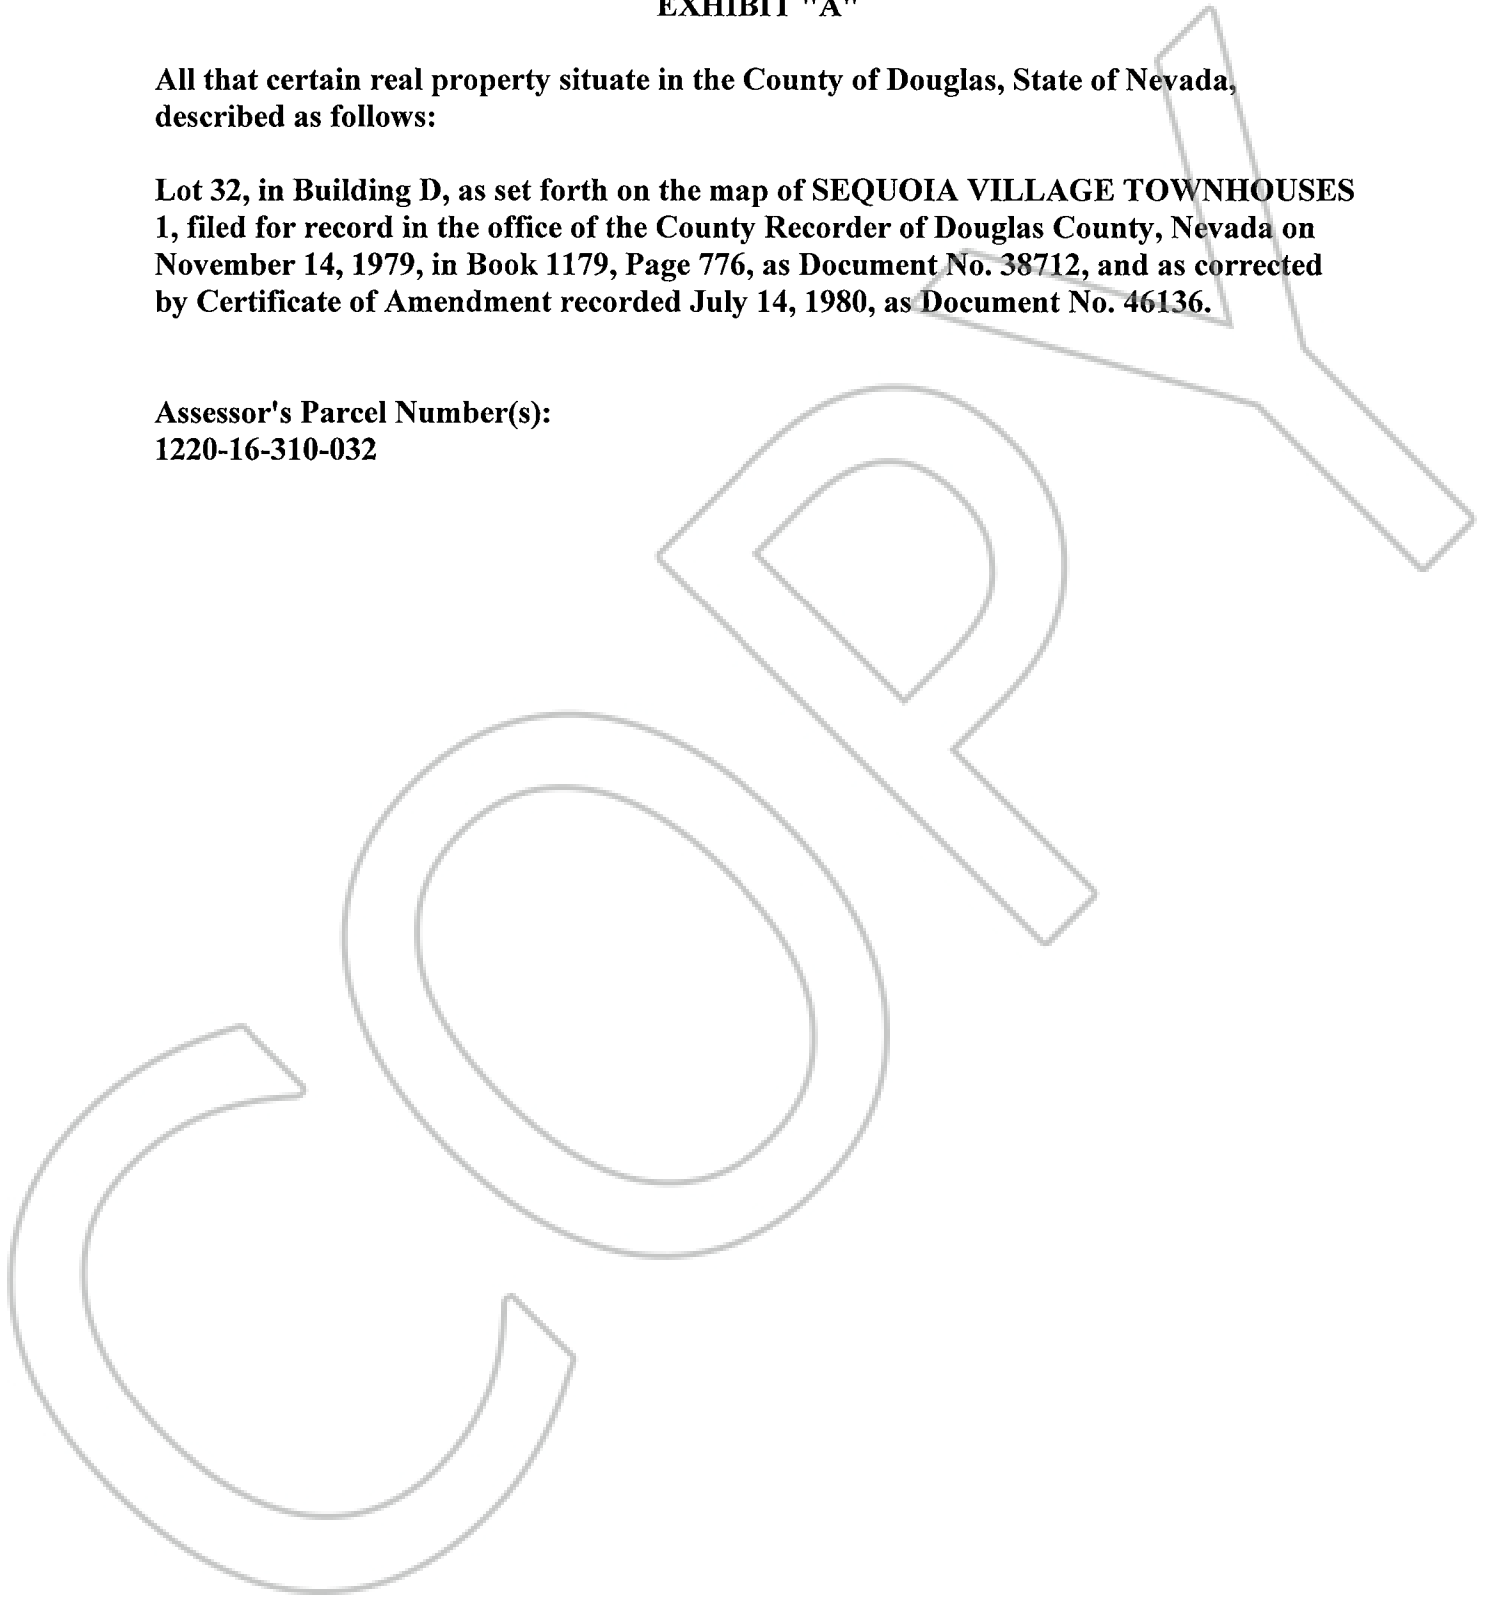 EXHIBIT "A"
All that certain real property situate in the County of Douglas, State of Nevada,
described as follows:
Lot 32, in Building D, as set forth on the map of SEQUOIA VILLAGE TOWNHOUSES
1, filed for record in the office of the County Recorder of Douglas County, Nevada on
November 14, 1979, in Book 1179, Page 776, as Document No. 38712, and as corrected
by Certificate of Amendment recorded July 14, 1980, as Document No. 46136.
Assessor's Parcel Number(s):
1220-16-310-032
COPY